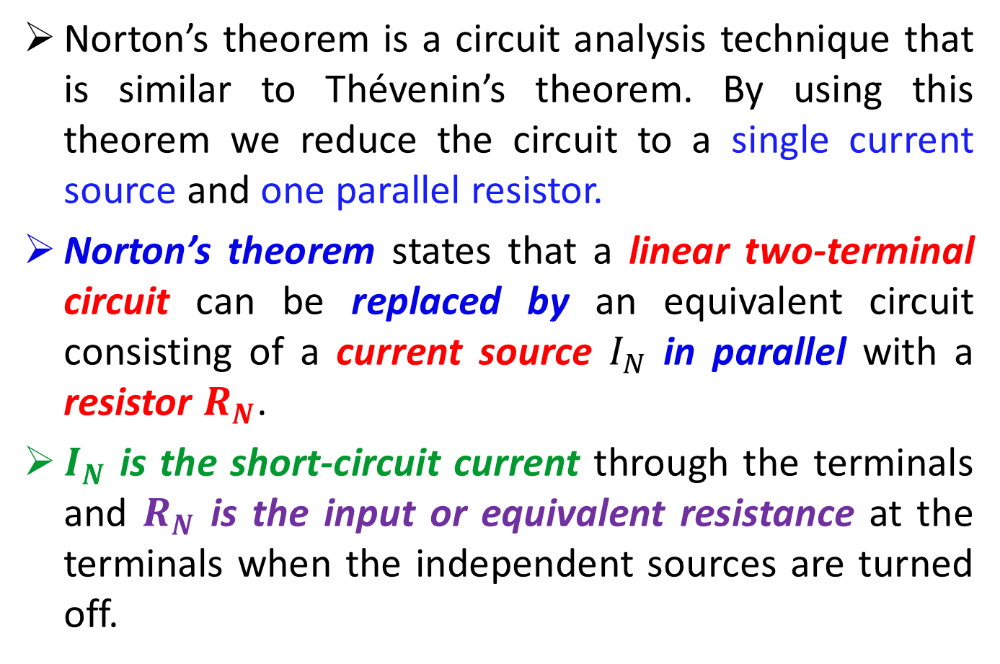 ➢ Norton’s theorem is a circuit analysis technique that
is similar to Thévenin’s theorem. By using this
theorem we reduce the circuit to a single current
source and one parallel resistor.
➢ Norton’s theorem states that a linear two-terminal
circuit can be replaced by an equivalent circuit
consisting of a current source I_N in parallel with a
resistor R_N.
➢ I_N is the short-circuit current through the terminals
and R_N is the input or equivalent resistance at the
terminals when the independent sources are turned
off.